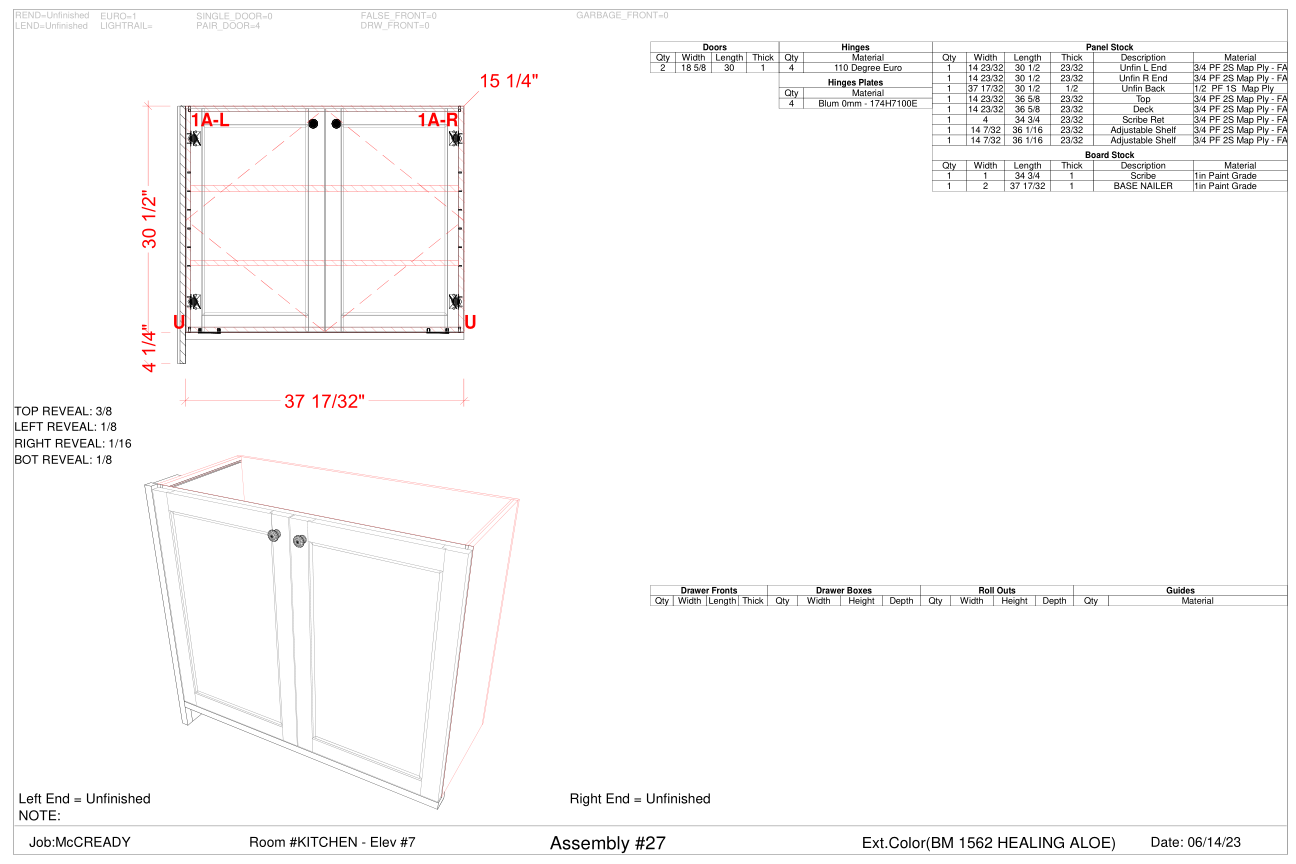 REND=Unfinished EURO=1 SINGLE_DOOR=0 FALSE_FRONT=0 GARBAGE_FRONT=0
LEND=Unfinished LIGHTRAIL= PAIR_DOOR=4 DRW_FRONT=0
15 1/4"
1A-L 1A-R
30 1/2"
U U
4 1/4"
37 17/32"
TOP REVEAL: 3/8
LEFT REVEAL: 1/8
RIGHT REVEAL: 1/16
BOT REVEAL: 1/8
Doors
Qty Width Length Thick
2 18 5/8 30 1
Hinges
Qty Material
4 110 Degree Euro
Hinges Plates
Qty Material
4 Blum 0mm - 174H7100E
Panel Stock
Qty Width Length Thick Description Material
1 14 23/32 30 1/2 23/32 Unfin L End 3/4 PF 2S Map Ply - FA
1 14 23/32 30 1/2 23/32 Unfin R End 3/4 PF 2S Map Ply - FA
1 37 17/32 30 1/2 1/2 Unfin Back 1/2 PF 1S Map Ply
1 14 23/32 36 5/8 23/32 Top 3/4 PF 2S Map Ply - FA
1 14 23/32 36 5/8 23/32 Deck 3/4 PF 2S Map Ply - FA
1 4 34 3/4 23/32 Scribe Ret 3/4 PF 2S Map Ply - FA
1 14 7/32 36 1/16 23/32 Adjustable Shelf 3/4 PF 2S Map Ply - FA
1 14 7/32 36 1/16 23/32 Adjustable Shelf 3/4 PF 2S Map Ply - FA
Board Stock
Qty Width Length Thick Description Material
1 1 34 3/4 1 Scribe 1in Paint Grade
1 2 37 17/32 1 BASE NAILER 1in Paint Grade
Drawer Fronts Drawer Boxes Roll Outs Guides
Qty Width Length Thick Qty Width Height Depth Qty Width Height Depth Qty Material
Left End = Unfinished Right End = Unfinished
NOTE:
Job:McCREADY Room #KITCHEN - Elev #7 Assembly #27 Ext.Color(BM 1562 HEALING ALOE) Date: 06/14/23